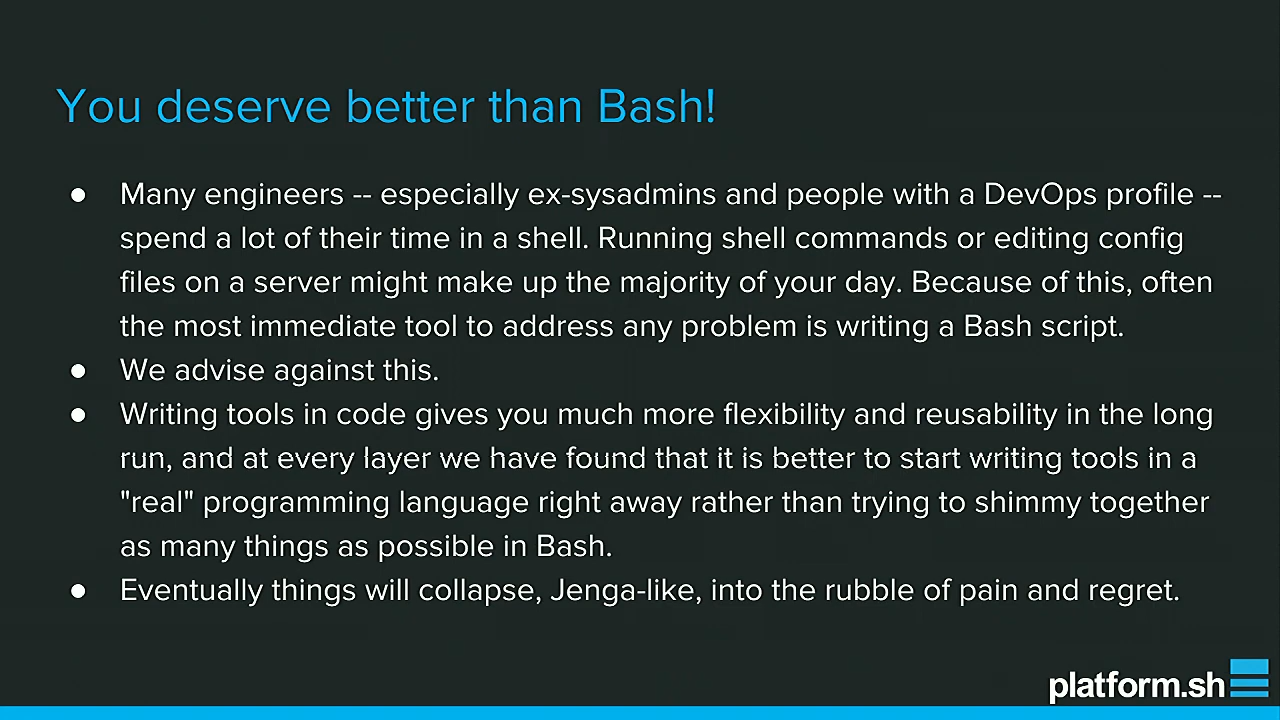 You deserve better than Bash!
● Many engineers -- especially ex-sysadmins and people with a DevOps profile --
spend a lot of their time in a shell. Running shell commands or editing config
files on a server might make up the majority of your day. Because of this, often
the most immediate tool to address any problem is writing a Bash script.
● We advise against this.
● Writing tools in code gives you much more flexibility and reusability in the long
run, and at every layer we have found that it is better to start writing tools in a
"real" programming language right away rather than trying to shimmy together
as many things as possible in Bash.
● Eventually things will collapse, Jenga-like, into the rubble of pain and regret.
platform.sh